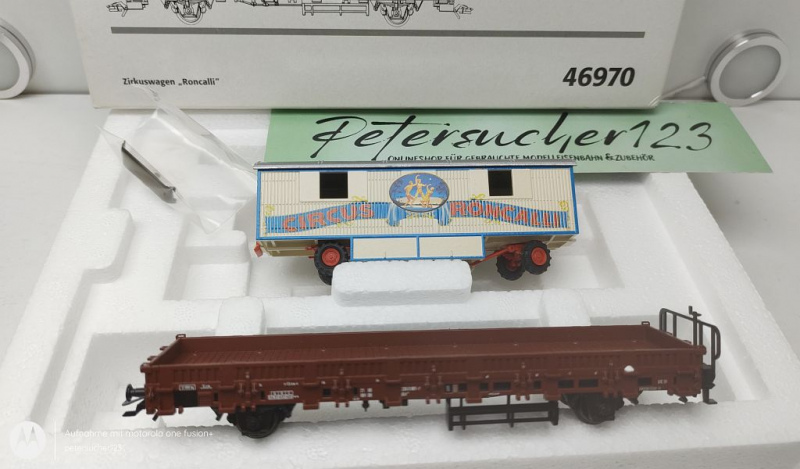 Zirkuswagen „Roncalli"
46970
Petersucher123
ONLINESHOP FÜR GEBRAUCHTE MODELLEISENBAHN &ZUBEHÖR
CIRCUS RONCALLI
Aufgenommen mit motorola one fusion+